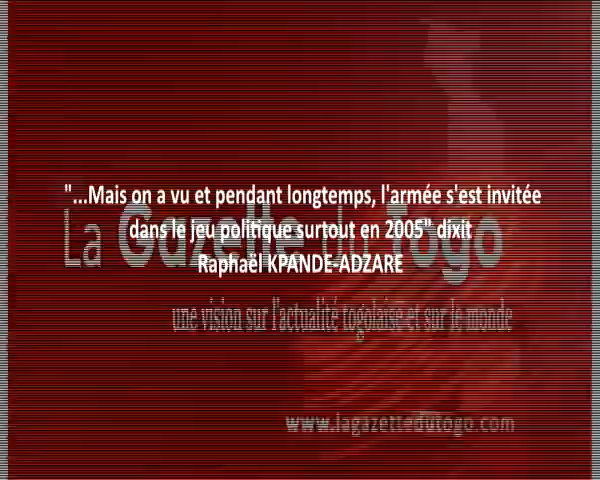 "...Mais on a vu et pendant longtemps, l'armée s'est invitée
dans le jeu politique surtout en 2005" dixit
La Gazette du Togo
Raphaël KPANDE-ADZARE
une vision sur l'actualité togolaise et sur le monde
www.lagazettedutogo.com